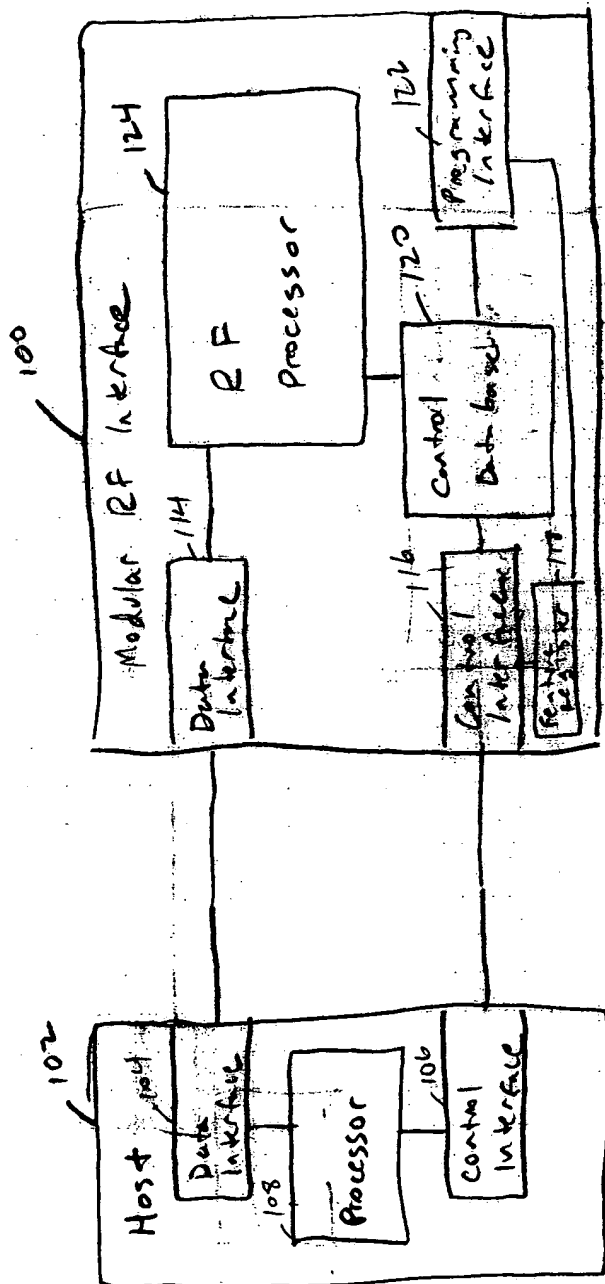 100
Modular RF Interface
124
RF
Processor
114
Data
Interface
116
Control
Interface
120
Control
Database
122
Programming
Interface
Feature
Register
102
Host
104
Data
Interface
108
Processor
106
Control
Interface